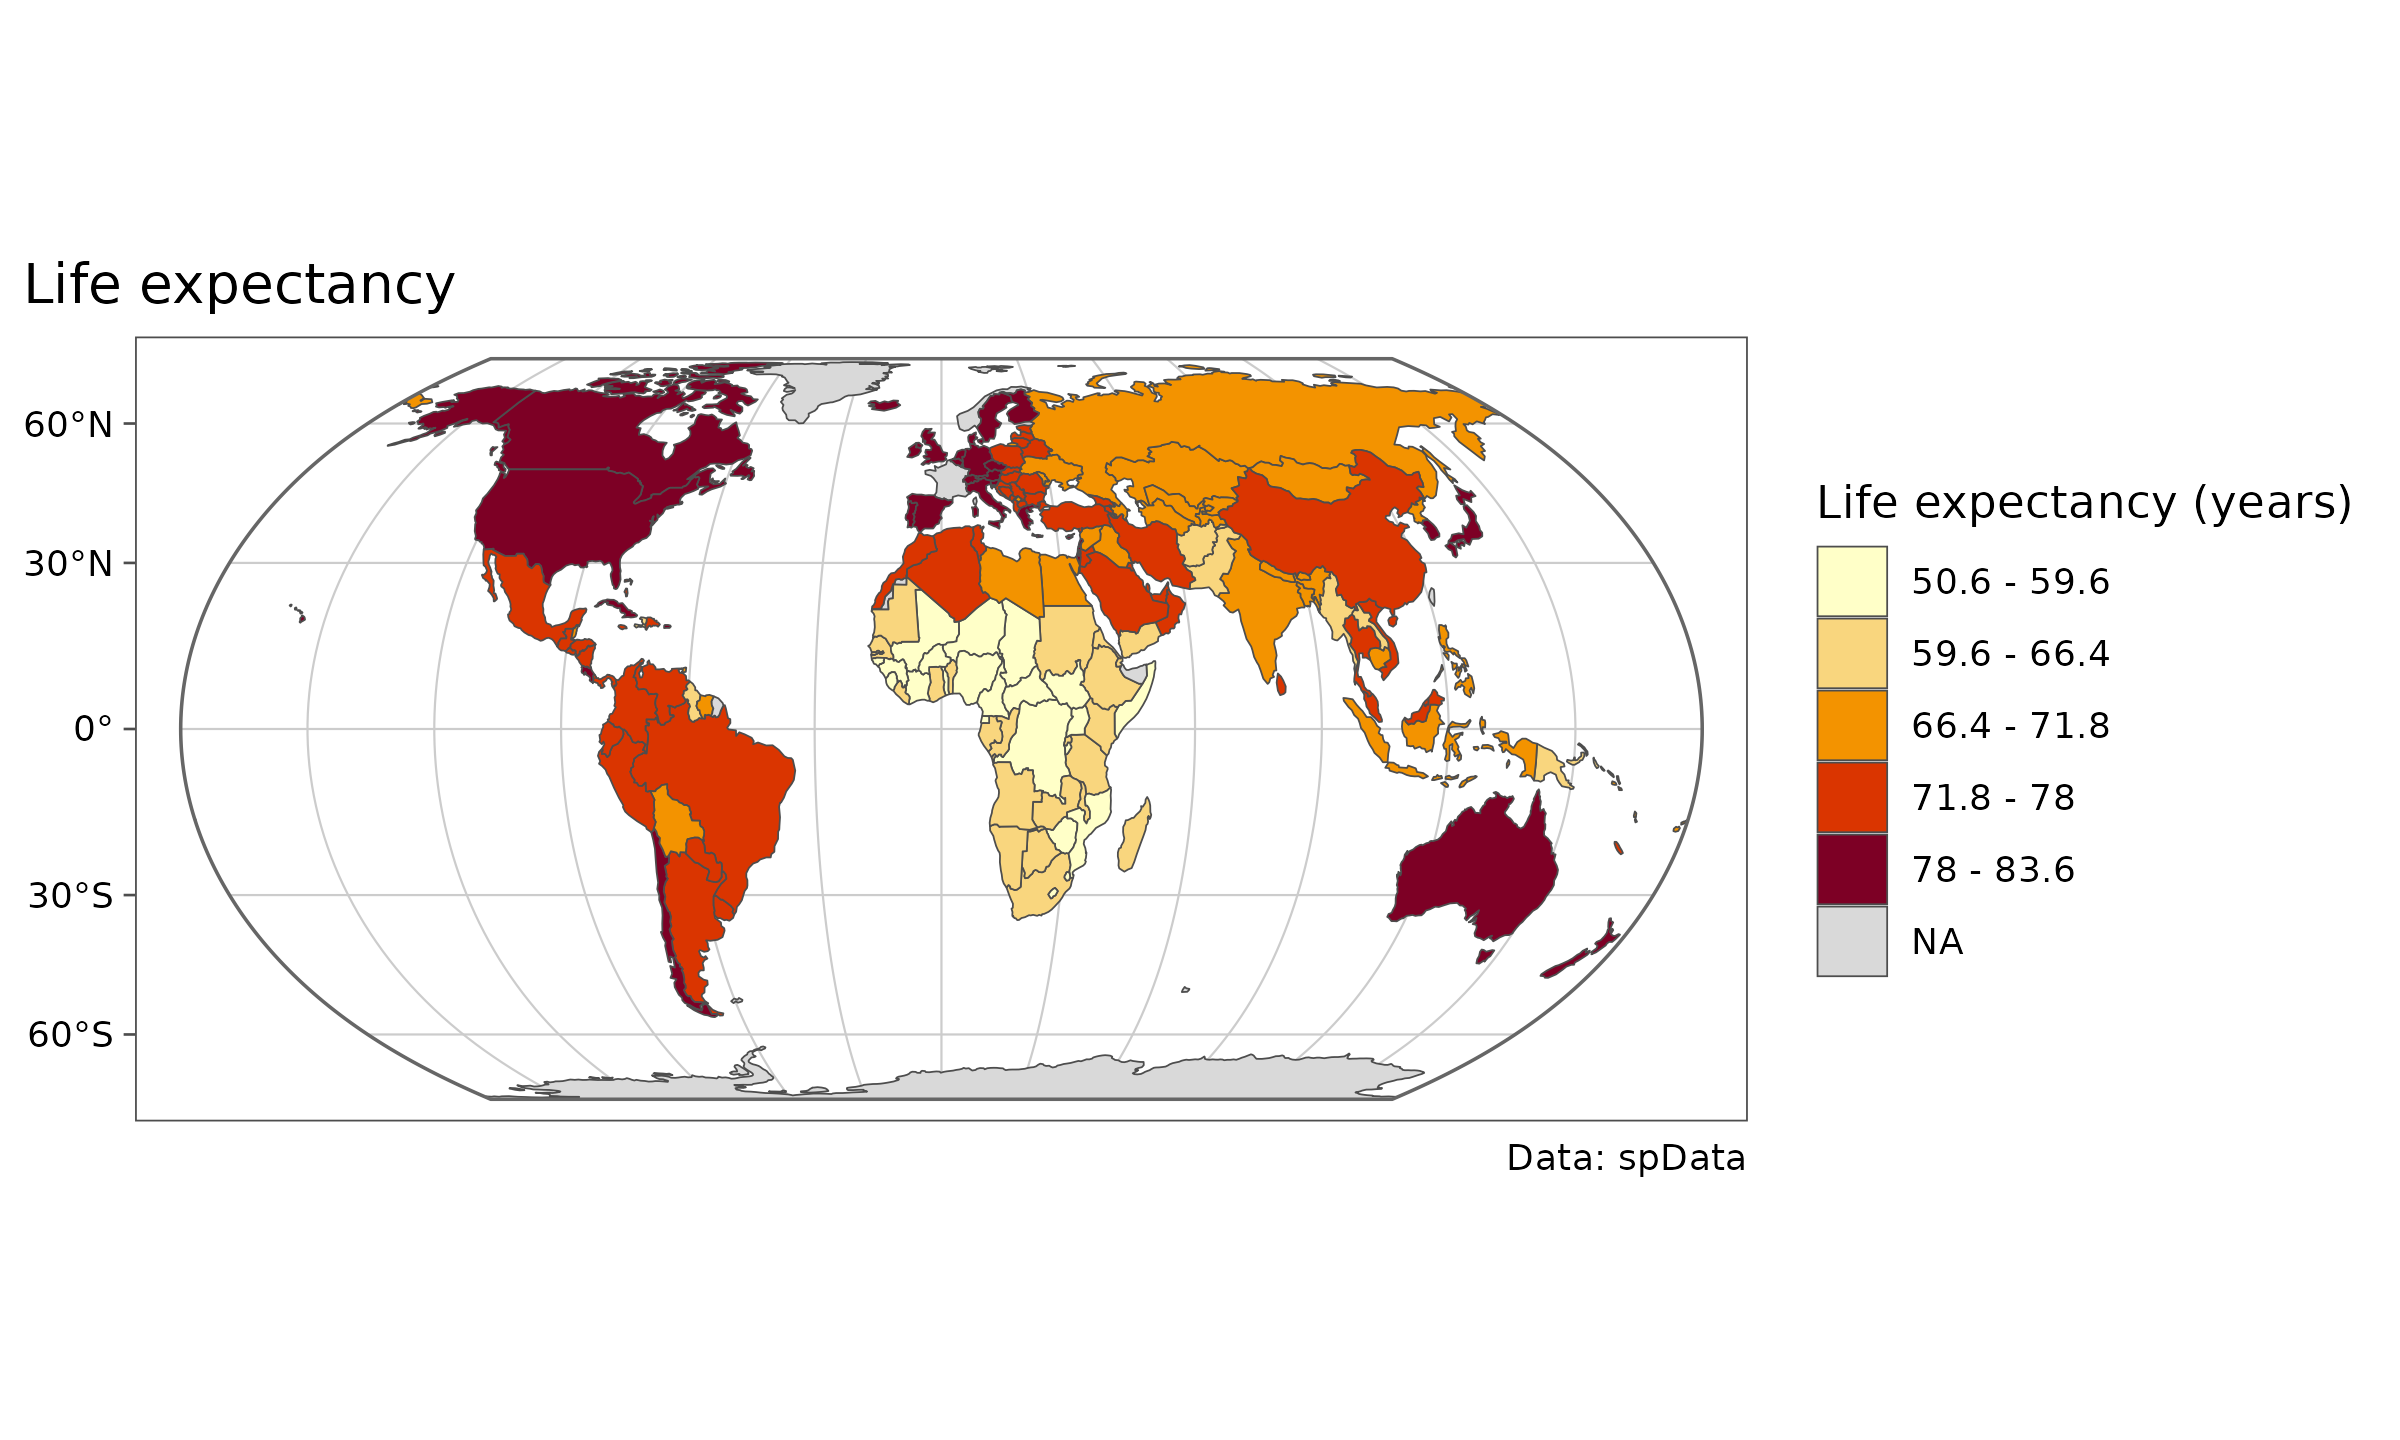 Life expectancy
60°N
30°N
0°
30°S
60°S
Life expectancy (years)
50.6 - 59.6
59.6 - 66.4
66.4 - 71.8
71.8 - 78
78 - 83.6
NA
Data: spData